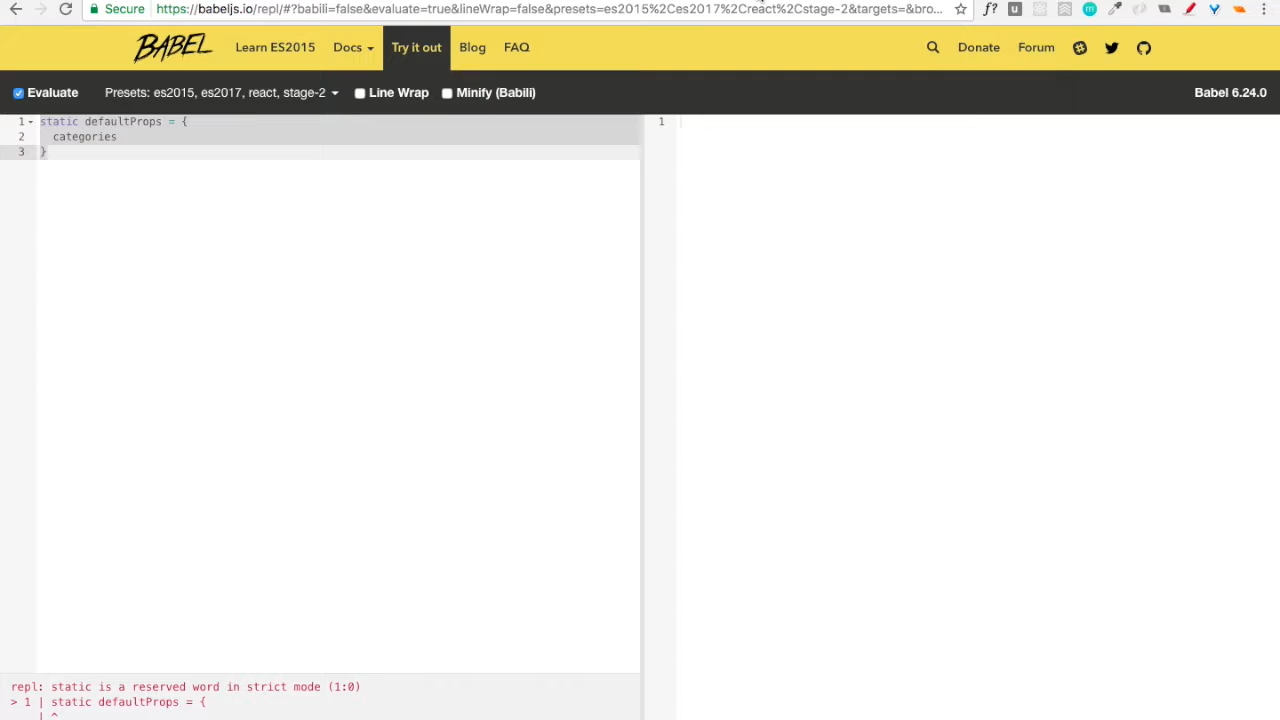 Secure https://babeljs.io/repl/#?babili=false&evaluate=true&lineWrap=false&presets=es2015%2Ces2017%2Creact%2Cstage-2&targets=&bro... f?
BABEL Learn ES2015 Docs Try it out Blog FAQ Donate Forum
Evaluate Presets: es2015, es2017, react, stage-2 Line Wrap Minify (Babili) Babel 6.24.0
1 static defaultProps = { 1
2 categories
3 }
repl: static is a reserved word in strict mode (1:0)
> 1 | static defaultProps = {
| ^